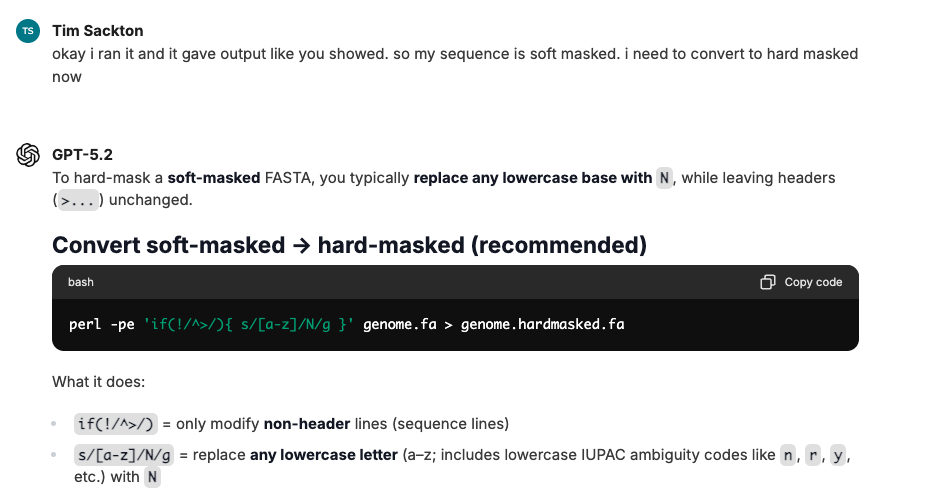 TS
Tim Sackton
okay i ran it and it gave output like you showed. so my sequence is soft masked. i need to convert to hard masked
now
GPT-5.2
To hard-mask a soft-masked FASTA, you typically replace any lowercase base with N, while leaving headers
(>...) unchanged.
Convert soft-masked → hard-masked (recommended)
bash
Copy code
perl -pe 'if(!/^>/){ s/[a-z]/N/g }' genome.fa > genome.hardmasked.fa
What it does:
• if(!/^>/) = only modify non-header lines (sequence lines)
• s/[a-z]/N/g = replace any lowercase letter (a–z; includes lowercase IUPAC ambiguity codes like n, r, y,
etc.) with N